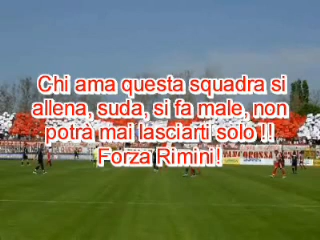 Chi ama questa squadra si
allena, suda, si fa male, non
potrà mai lasciarti solo !!
Forza Rimini!